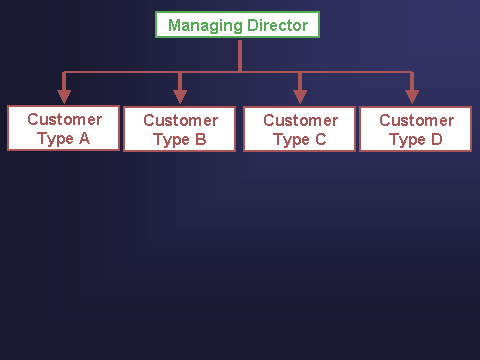 Managing Director
Customer
Type A
Customer
Type B
Customer
Type C
Customer
Type D